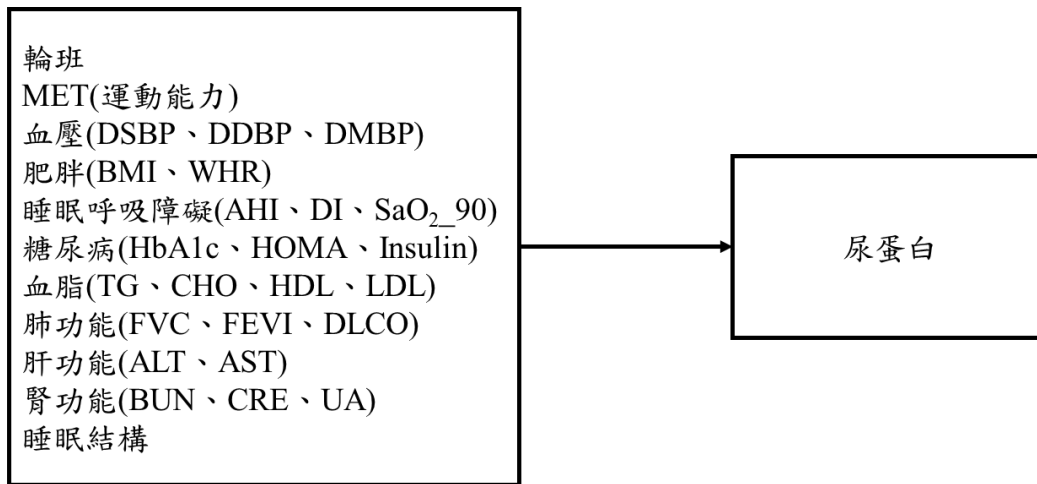 輪班
MET(運動能力)
血壓(DSBP、DDBP、DMBP)
肥胖(BMI、WHR)
睡眠呼吸障礙(AHI、DI、SaO₂_90)
糖尿病(HbA1c、HOMA、Insulin)
血脂(TG、CHO、HDL、LDL)
肺功能(FVC、FEVI、DLCO)
肝功能(ALT、AST)
腎功能(BUN、CRE、UA)
睡眠結構
尿蛋白